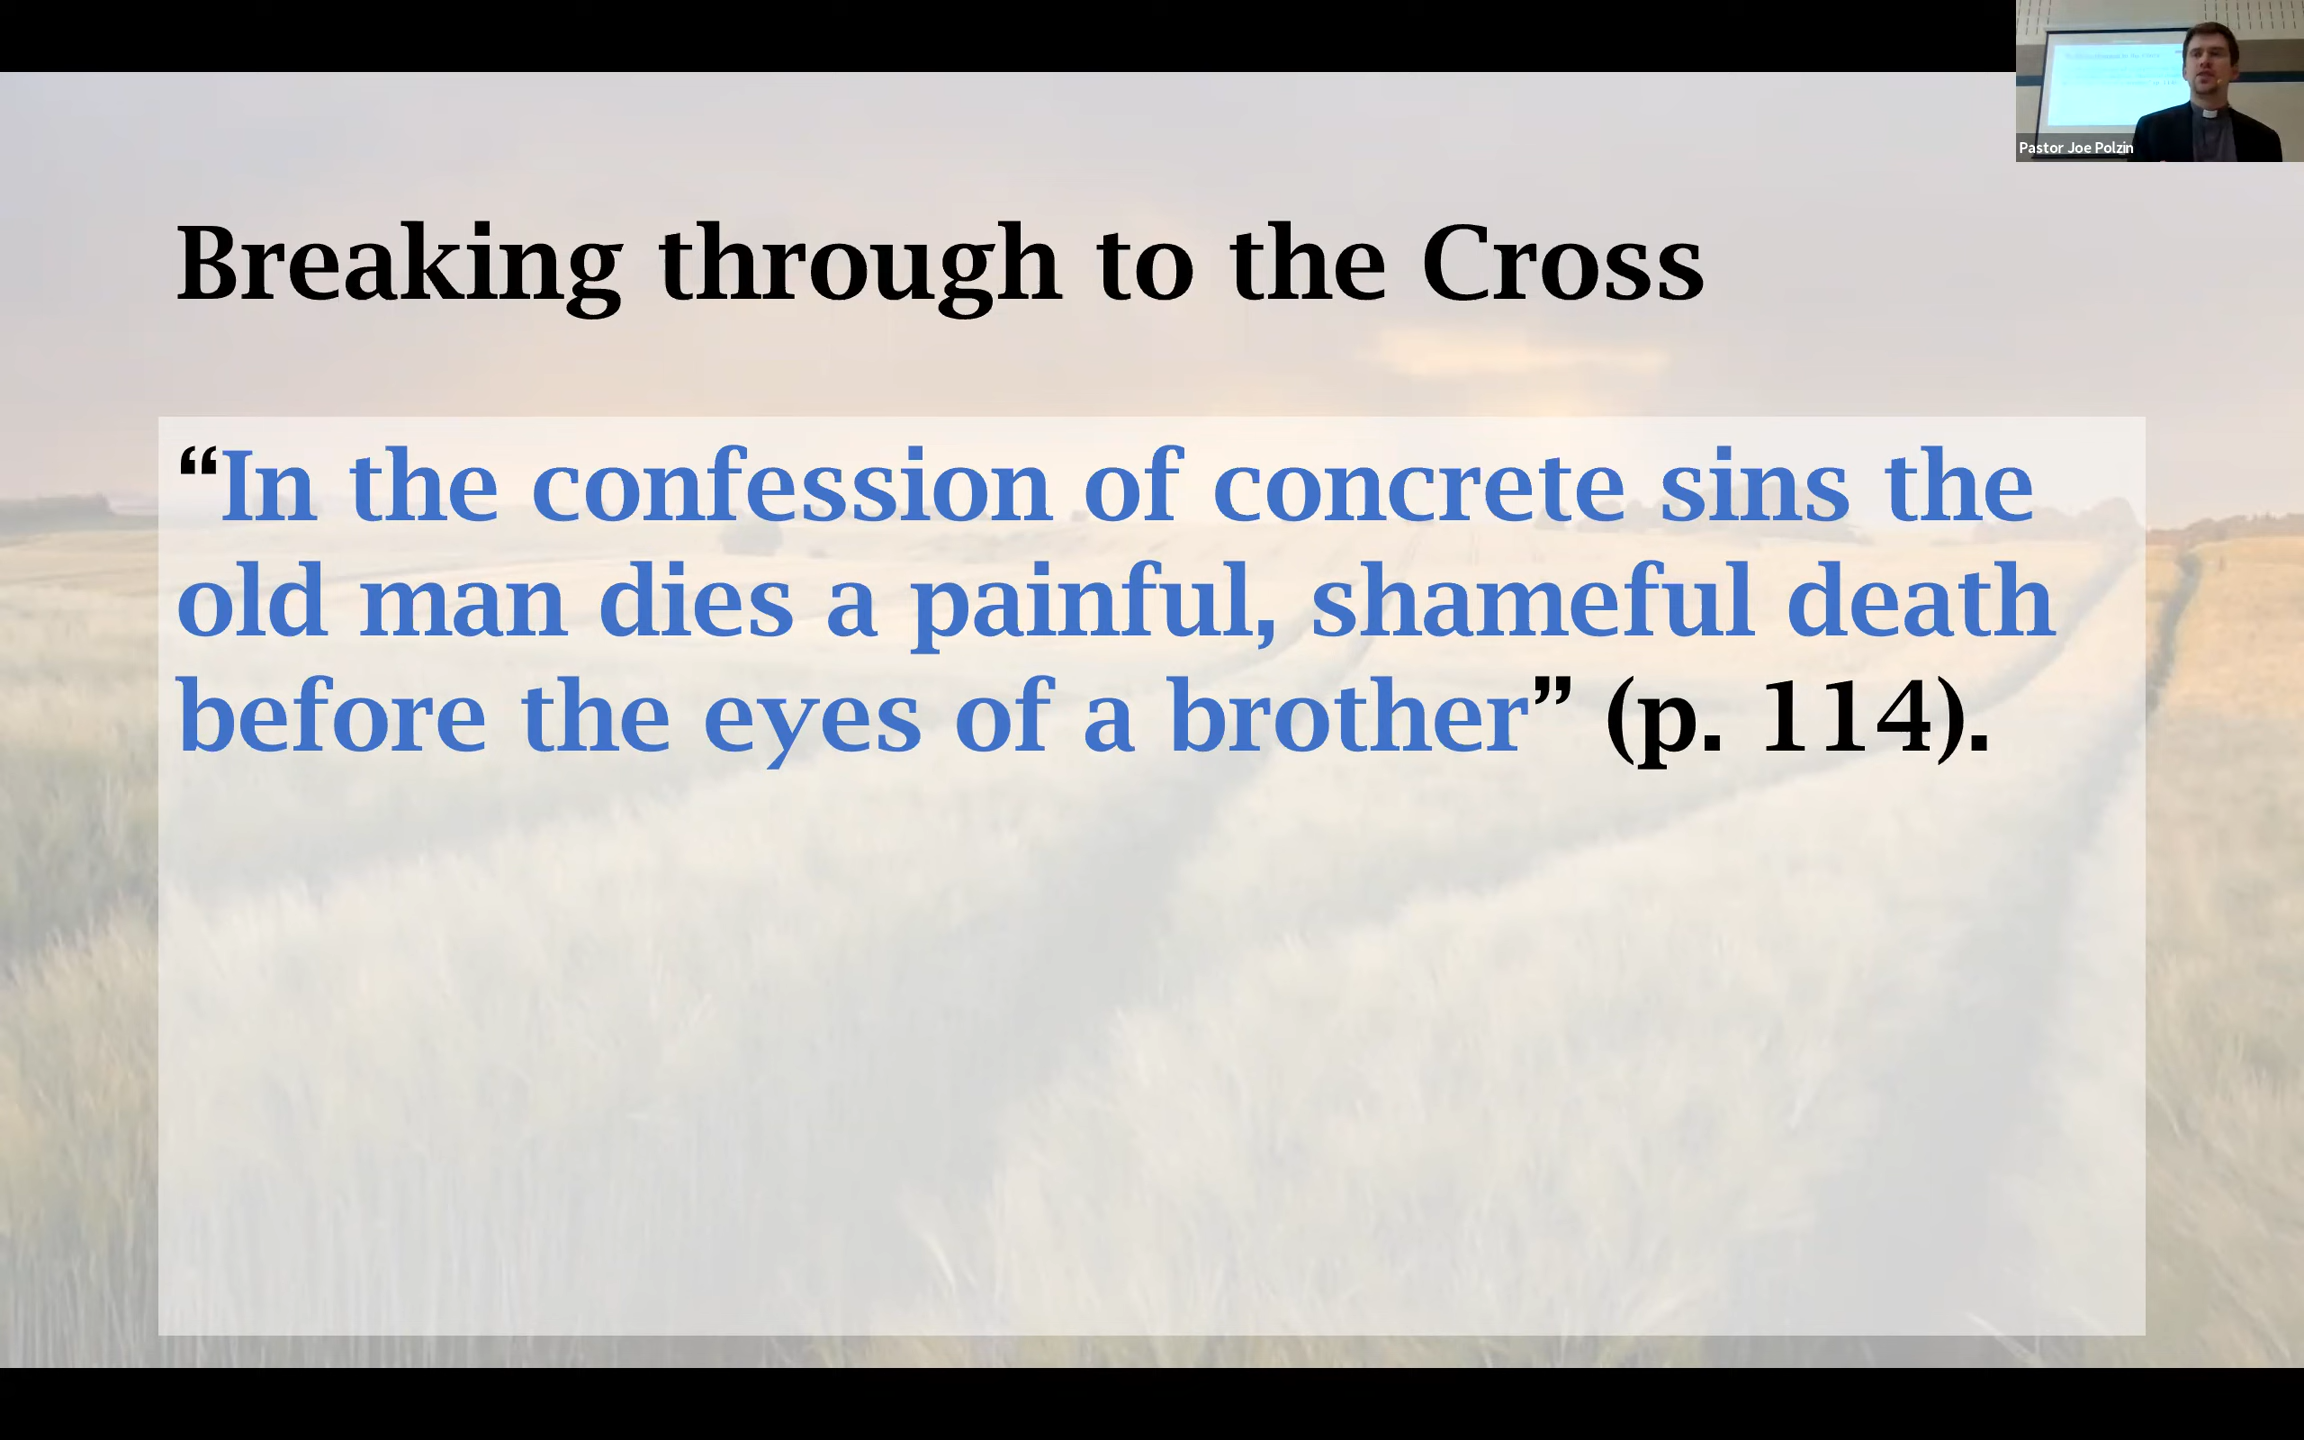 Pastor Joe Polzin
Breaking through to the Cross
“In the confession of concrete sins the
old man dies a painful, shameful death
before the eyes of a brother” (p. 114).